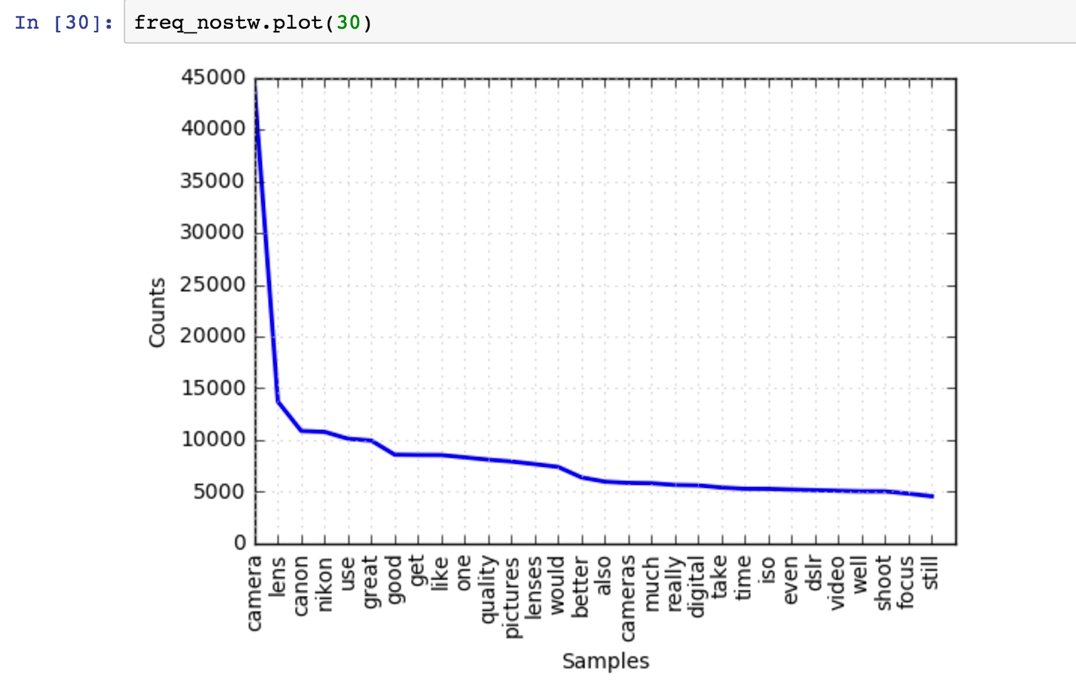 In [30]: freq_nostw.plot(30)
45000
40000
35000
30000
25000
20000
15000
10000
5000
0
Counts
camera
lens
canon
nikon
use
great
good
get
like
one
quality
pictures
lenses
would
better
also
cameras
much
really
digital
take
time
iso
even
dslr
video
well
shoot
focus
still
Samples